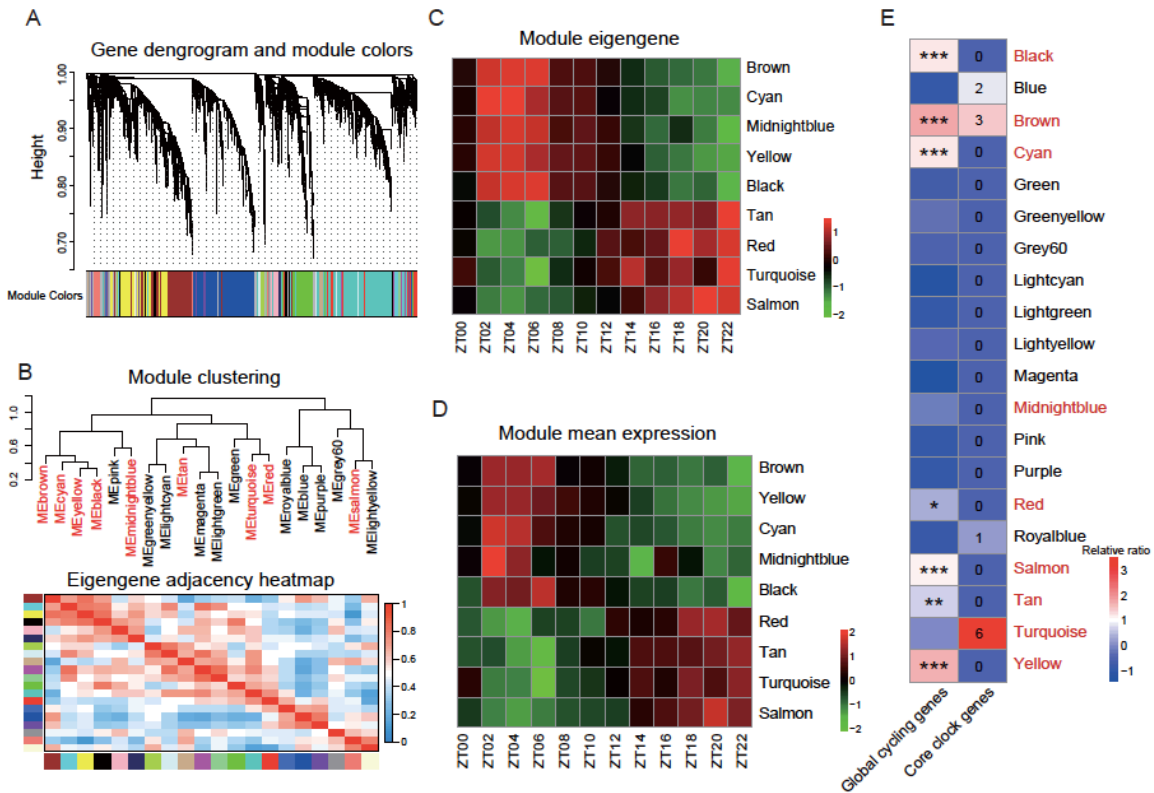 A
Gene dengrogram and module colors
Height
1.00
0.90
0.80
0.70
Module Colors
B
Module clustering
1.0
0.6
0.2
MEbrown
MEcyan
MEyellow
MEblack
MEpink
MEmidnightblue
MEgreenyellow
MElightcyan
MEtan
MEmagenta
MElightgreen
MEgreen
MEturquoise
MEred
MEroyalblue
MEblue
MEpurple
MEgrey60
MEsalmon
MElightyellow
Eigengene adjacency heatmap
1
0.8
0.6
0.4
0.2
0
C
Module eigengene
Brown
Cyan
Midnightblue
Yellow
Black
Tan
Red
Turquoise
Salmon
ZT00 ZT02 ZT04 ZT06 ZT08 ZT10 ZT12 ZT14 ZT16 ZT18 ZT20 ZT22
1
0
−1
−2
D
Module mean expression
Brown
Yellow
Cyan
Midnightblue
Black
Red
Tan
Turquoise
Salmon
ZT00 ZT02 ZT04 ZT06 ZT08 ZT10 ZT12 ZT14 ZT16 ZT18 ZT20 ZT22
2
1
0
−1
−2
E
*** 0 Black
2 Blue
*** 3 Brown
*** 0 Cyan
0 Green
0 Greenyellow
0 Grey60
0 Lightcyan
0 Lightgreen
0 Lightyellow
0 Magenta
0 Midnightblue
0 Pink
0 Purple
* 0 Red
1 Royalblue
*** 0 Salmon
** 0 Tan
6 Turquoise
*** 0 Yellow
Global cycling genes
Core clock genes
Relative ratio
3
2
1
0
−1